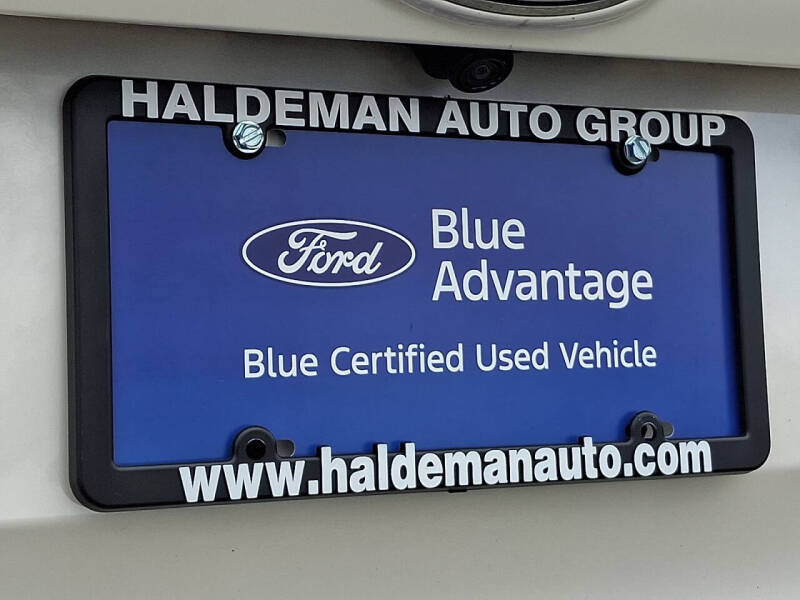 HALDEMAN AUTO GROUP
Ford
Blue
Advantage
Blue Certified Used Vehicle
www.haldemanauto.com